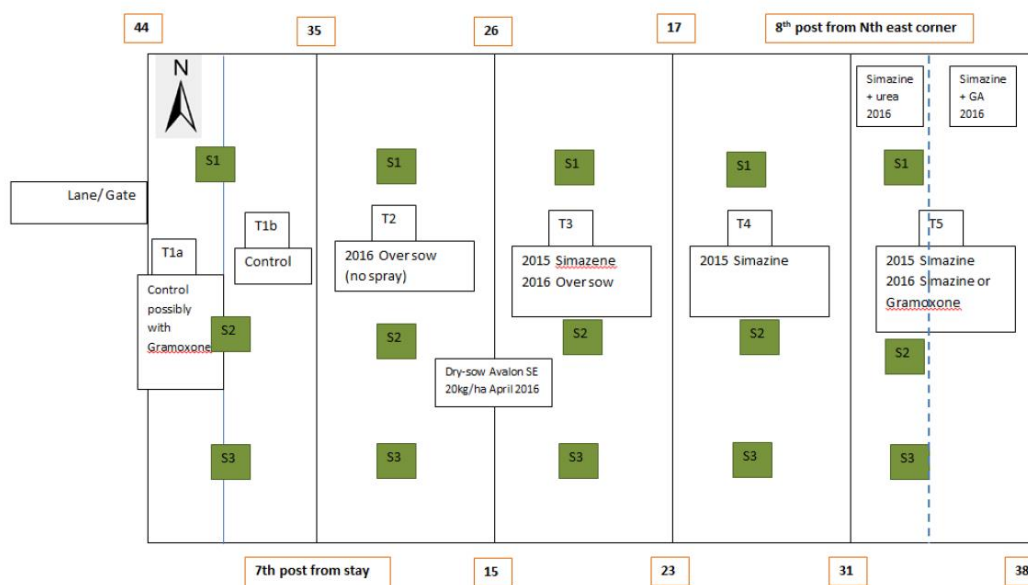 44
35
26
17
8th post from Nth east corner
N
Simazine
+ urea
2016
Simazine
+ GA
2016
S1
S1
S1
S1
S1
Lane/ Gate
T1a
T1b
T2
T3
T4
T5
Control
possibly
with
Gramoxone
Control
2016 Over sow
(no spray)
2015 Simazene
2016 Over sow
2015 Simazine
2015 Simazine
2016 Simazine or
Gramoxone
S2
S2
S2
S2
S2
Dry-sow Avalon SE
20kg/ha April 2016
S3
S3
S3
S3
S3
7th post from stay
15
23
31
38